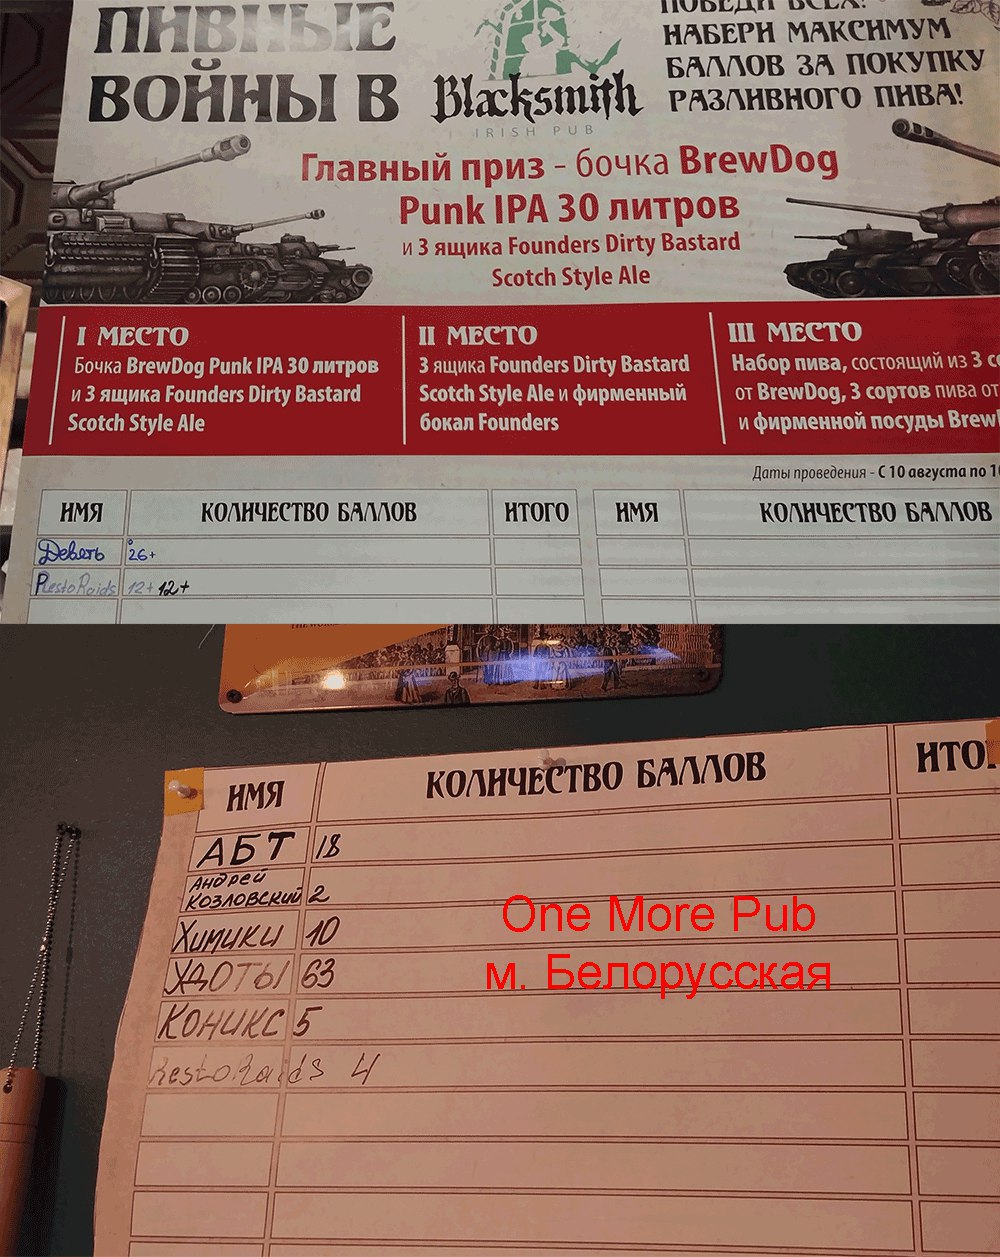 ПИВНЫЕ
ВОЙНЫ В
Blacksmith
IRISH PUB
ПОБЕДИ ВСЕХ!
НАБЕРИ МАКСИМУМ
БАЛЛОВ ЗА ПОКУПКУ
РАЗЛИВНОГО ПИВА!
Главный приз - бочка BrewDog
Punk IPA 30 литров
и 3 ящика Founders Dirty Bastard
Scotch Style Ale
I МЕСТО
Бочка BrewDog Punk IPA 30 литров
и 3 ящика Founders Dirty Bastard
Scotch Style Ale
II МЕСТО
3 ящика Founders Dirty Bastard
Scotch Style Ale и фирменный
бокал Founders
III МЕСТО
Набор пива, состоящий из 3
от BrewDog, 3 сортов пива от
и фирменной посуды Brew
Даты проведения - С 10 августа по
ИМЯ КОЛИЧЕСТВО БАЛЛОВ ИТОГО ИМЯ КОЛИЧЕСТВО БАЛЛОВ
Девять 26+
RestoRaids 12+ 12+
ИМЯ КОЛИЧЕСТВО БАЛЛОВ ИТО
АБТ 18
Андрей
Козловский 2
Химики 10
УДОТЫ 63
КОНИКС 5
RestoRaids 4
One More Pub
м. Белорусская